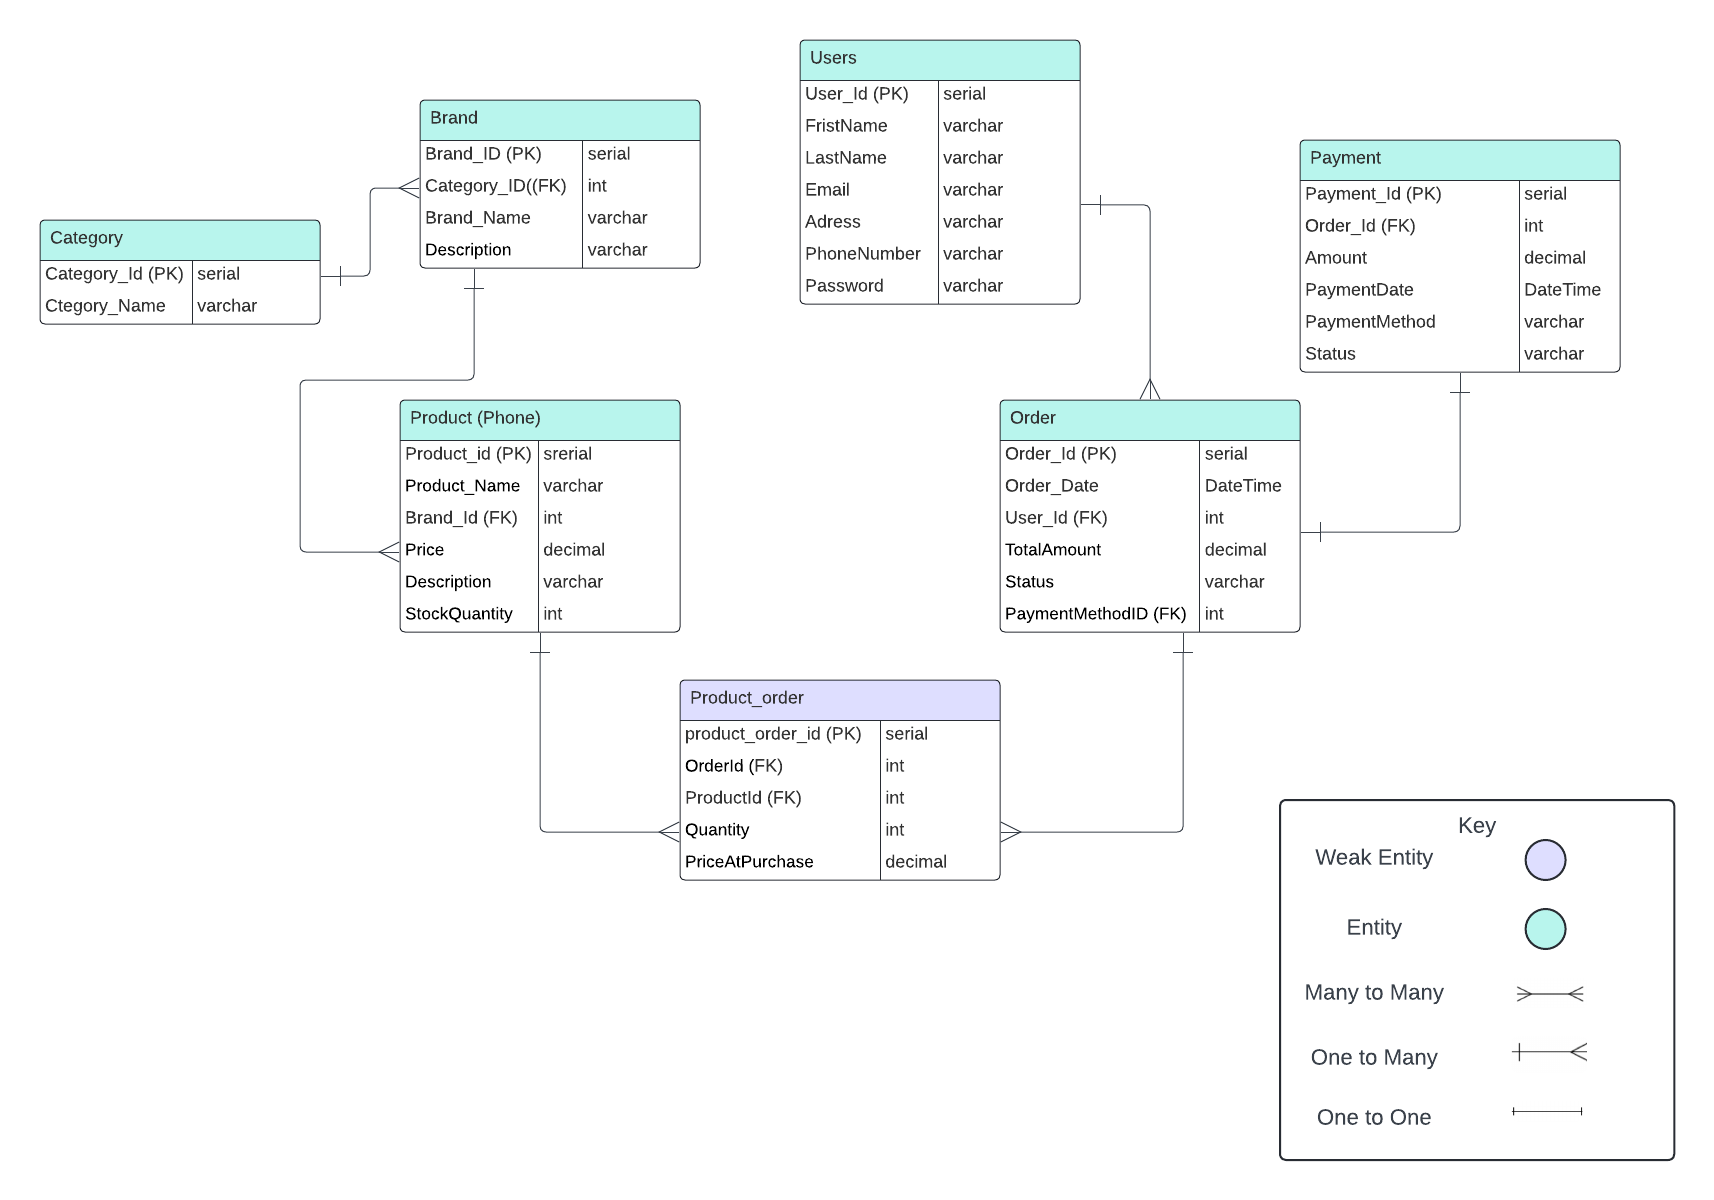 Users
User_Id (PK) serial
FristName varchar
LastName varchar
Email varchar
Adress varchar
PhoneNumber varchar
Password varchar
Brand
Brand_ID (PK) serial
Category_ID((FK) int
Brand_Name varchar
Description varchar
Payment
Payment_Id (PK) serial
Order_Id (FK) int
Amount decimal
PaymentDate DateTime
PaymentMethod varchar
Status varchar
Category
Category_Id (PK) serial
Ctegory_Name varchar
Product (Phone)
Product_id (PK) srerial
Product_Name varchar
Brand_Id (FK) int
Price decimal
Description varchar
StockQuantity int
Order
Order_Id (PK) serial
Order_Date DateTime
User_Id (FK) int
TotalAmount decimal
Status varchar
PaymentMethodID (FK) int
Product_order
product_order_id (PK) serial
OrderId (FK) int
ProductId (FK) int
Quantity int
PriceAtPurchase decimal
Key
Weak Entity
Entity
Many to Many
One to Many
One to One